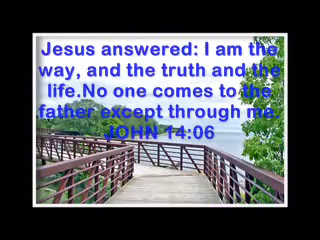 Jesus answered: I am the
way, and the truth and the
life.No one comes to the
father except through me.
JOHN 14:06